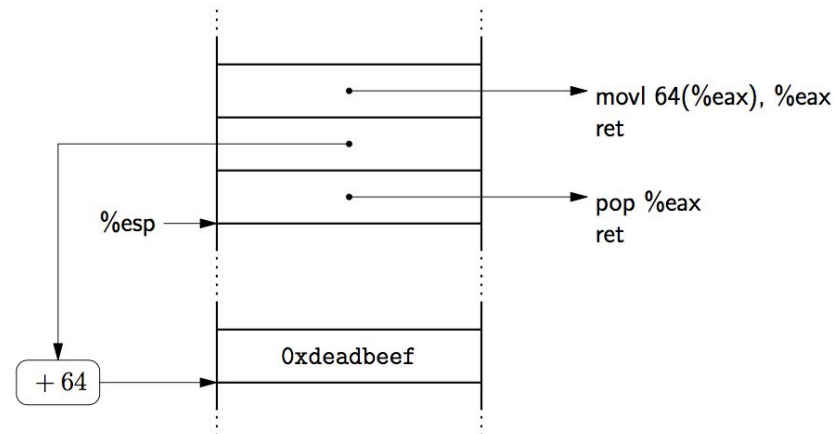 movl 64(%eax), %eax
ret
%esp
pop %eax
ret
0xdeadbeef
+ 64